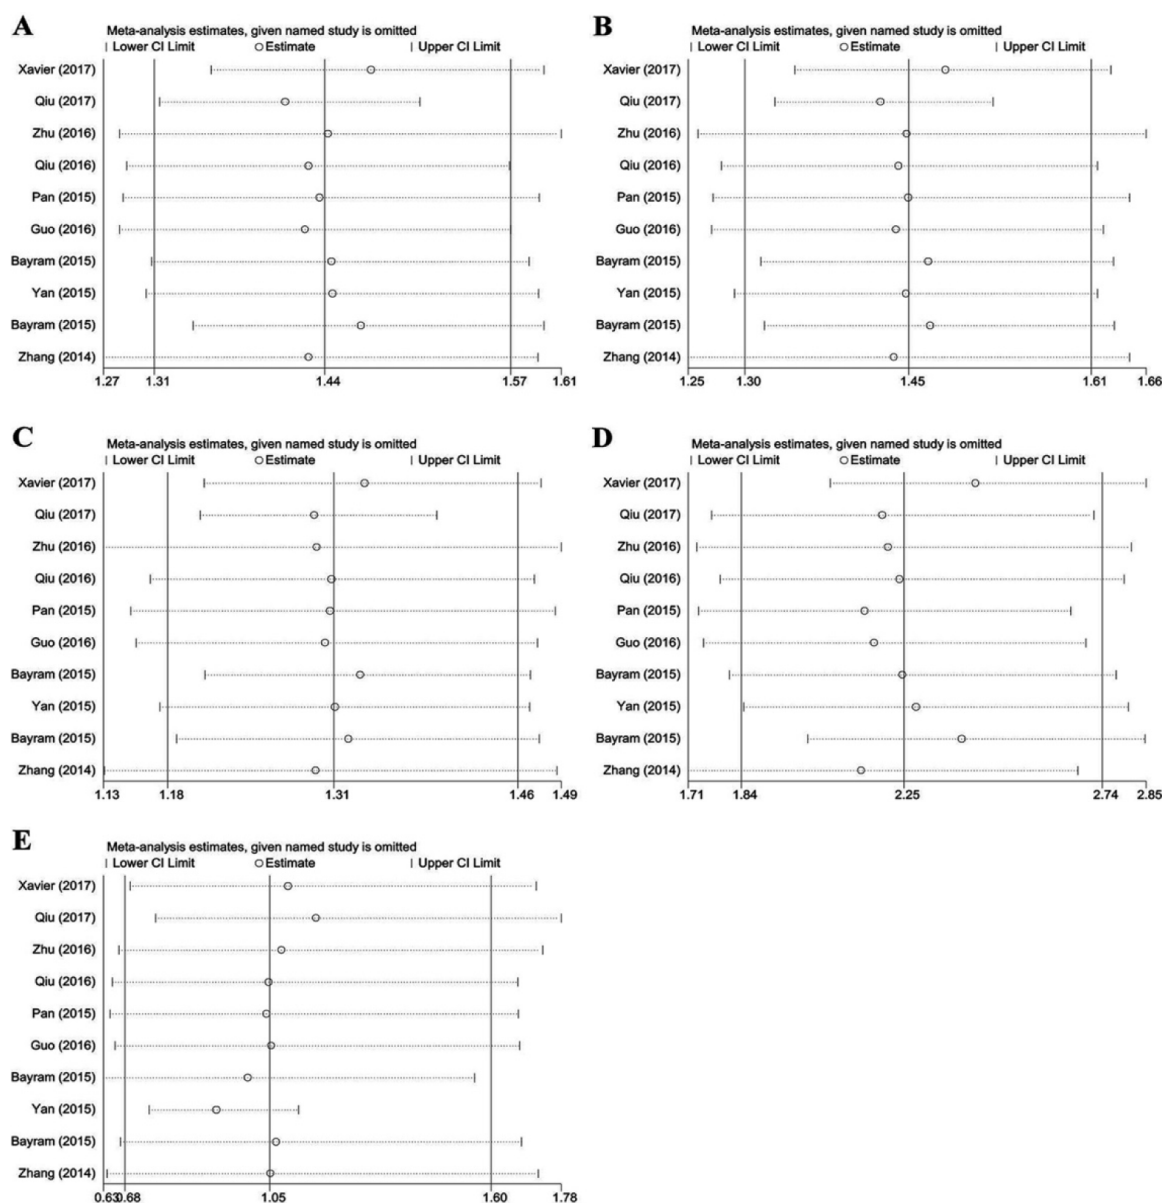 A
Meta-analysis estimates, given named study is omitted
| Lower CI Limit ○ Estimate | Upper CI Limit
Xavier (2017)
Qiu (2017)
Zhu (2016)
Qiu (2016)
Pan (2015)
Guo (2016)
Bayram (2015)
Yan (2015)
Bayram (2015)
Zhang (2014)
1.27 1.31 1.44 1.57 1.61
B
Meta-analysis estimates, given named study is omitted
| Lower CI Limit ○ Estimate | Upper CI Limit
Xavier (2017)
Qiu (2017)
Zhu (2016)
Qiu (2016)
Pan (2015)
Guo (2016)
Bayram (2015)
Yan (2015)
Bayram (2015)
Zhang (2014)
1.25 1.30 1.45 1.61 1.66
C
Meta-analysis estimates, given named study is omitted
| Lower CI Limit ○ Estimate | Upper CI Limit
Xavier (2017)
Qiu (2017)
Zhu (2016)
Qiu (2016)
Pan (2015)
Guo (2016)
Bayram (2015)
Yan (2015)
Bayram (2015)
Zhang (2014)
1.13 1.18 1.31 1.46 1.49
D
Meta-analysis estimates, given named study is omitted
| Lower CI Limit ○ Estimate | Upper CI Limit
Xavier (2017)
Qiu (2017)
Zhu (2016)
Qiu (2016)
Pan (2015)
Guo (2016)
Bayram (2015)
Yan (2015)
Bayram (2015)
Zhang (2014)
1.71 1.84 2.25 2.74 2.85
E
Meta-analysis estimates, given named study is omitted
| Lower CI Limit ○ Estimate | Upper CI Limit
Xavier (2017)
Qiu (2017)
Zhu (2016)
Qiu (2016)
Pan (2015)
Guo (2016)
Bayram (2015)
Yan (2015)
Bayram (2015)
Zhang (2014)
0.63 0.68 1.05 1.60 1.78